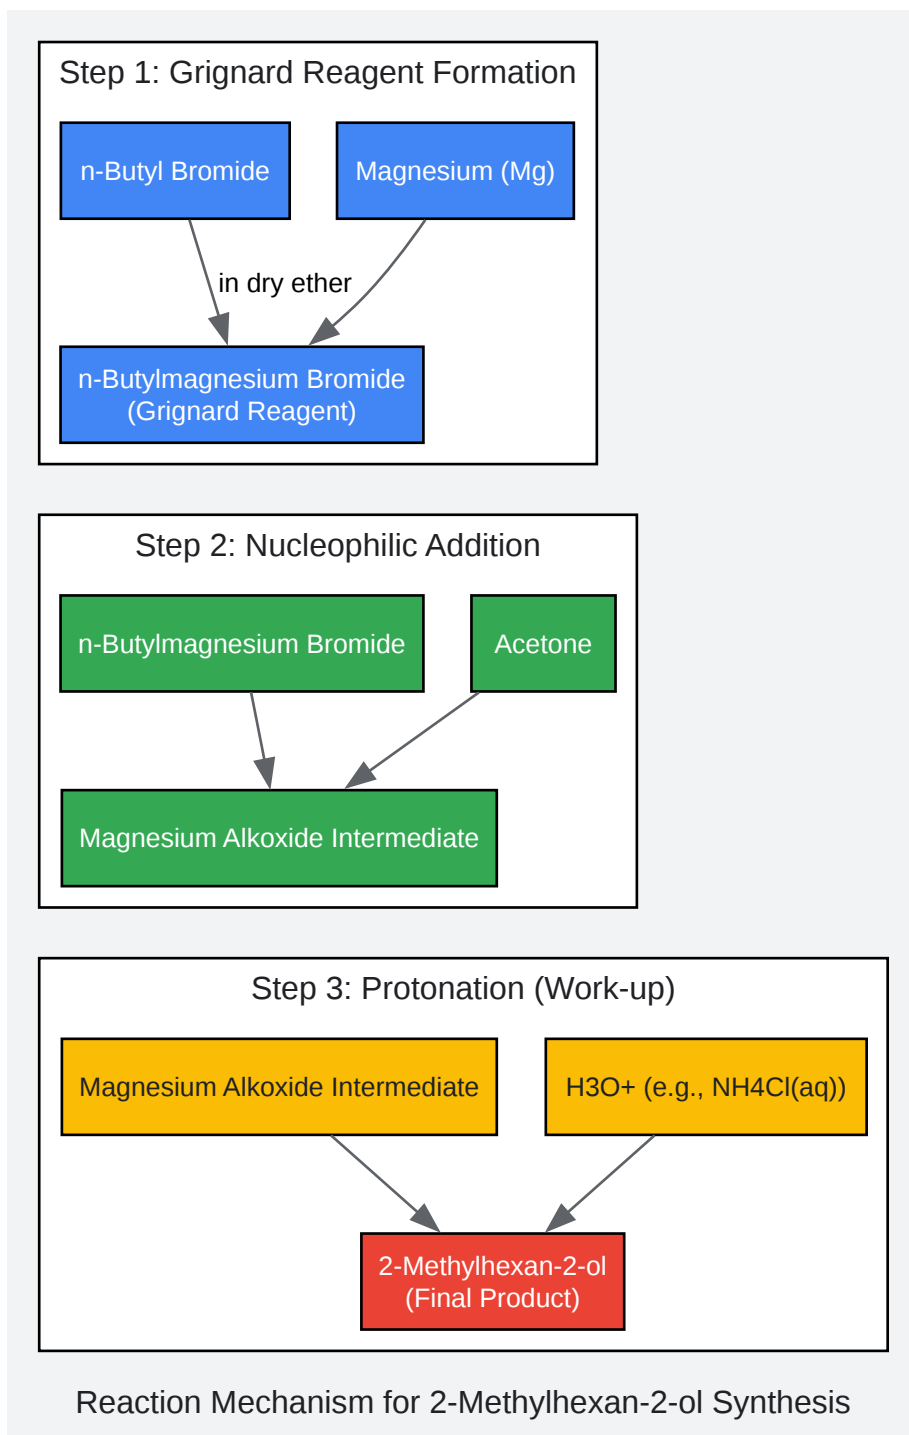 Step 1: Grignard Reagent Formation
n-Butyl Bromide
Magnesium (Mg)
in dry ether
n-Butylmagnesium Bromide
(Grignard Reagent)
Step 2: Nucleophilic Addition
n-Butylmagnesium Bromide
Acetone
Magnesium Alkoxide Intermediate
Step 3: Protonation (Work-up)
Magnesium Alkoxide Intermediate
H3O+ (e.g., NH4Cl(aq))
2-Methylhexan-2-ol
(Final Product)
Reaction Mechanism for 2-Methylhexan-2-ol Synthesis